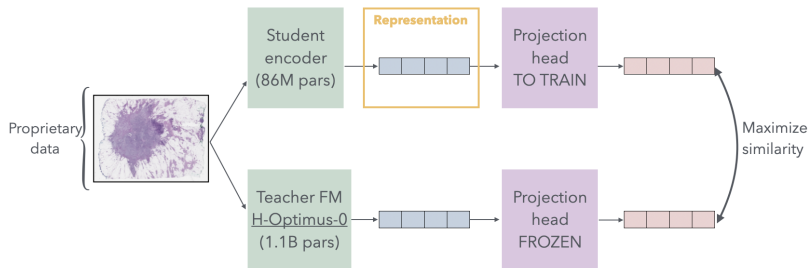 Representation
Student
encoder
(86M pars)
Projection
head
TO TRAIN
Proprietary
data
Maximize
similarity
Teacher FM
H-Optimus-0
(1.1B pars)
Projection
head
FROZEN